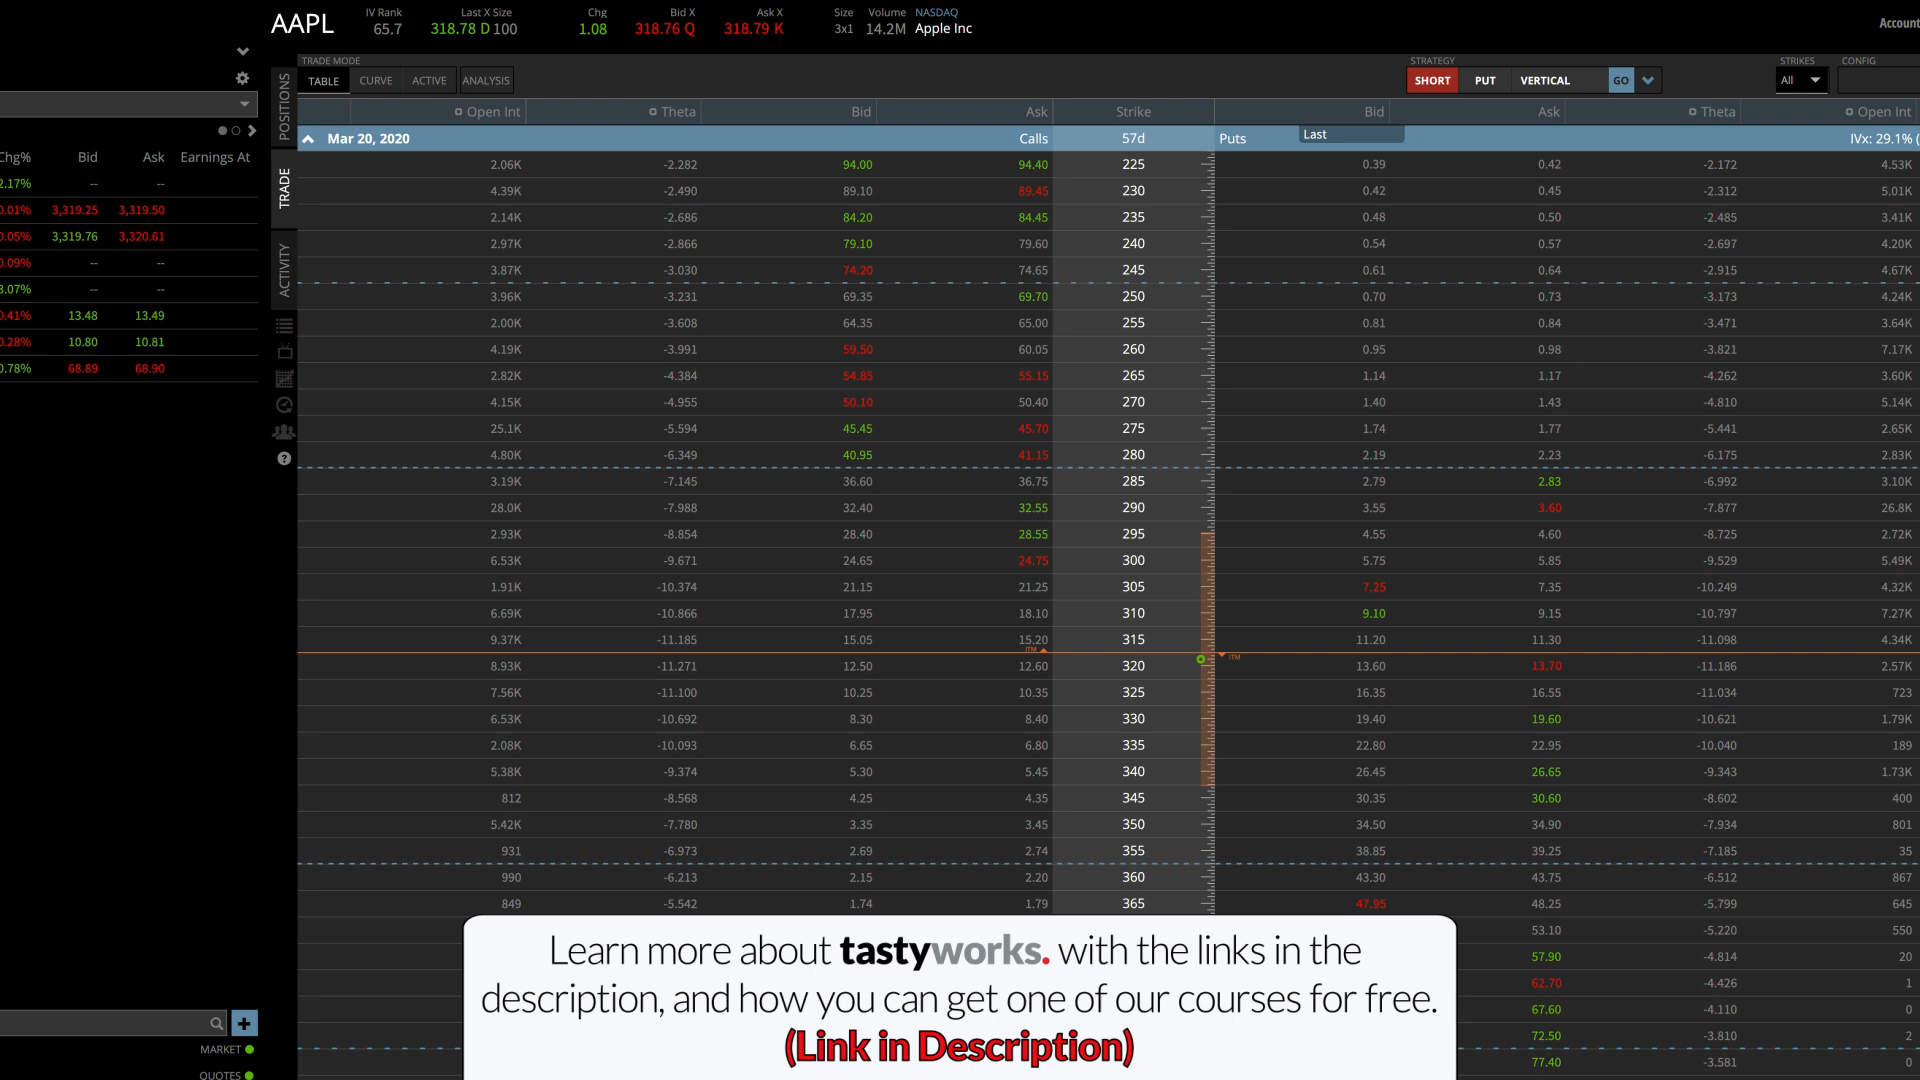 AAPL
IV Rank 65.7
Last X Size 318.78 D 100
Chg 1.08
Bid X 318.76 Q
Ask X 318.79 K
Size 3x1
Volume 14.2M
NASDAQ Apple Inc
Account
TRADE MODE
TABLE CURVE ACTIVE ANALYSIS
STRATEGY
SHORT PUT VERTICAL GO
STRIKES
All
CONFIG
POSITIONS
TRADE
ACTIVITY
Chg% Bid Ask Earnings At
2.17% -- --
0.01% 3,319.25 3,319.50
0.05% 3,319.76 3,320.61
0.09% -- --
3.07% -- --
0.41% 13.48 13.49
0.28% 10.80 10.81
0.78% 68.89 68.90
MARKET
QUOTES
Open Int Theta Bid Ask Strike Bid Ask Theta Open Int
Mar 20, 2020 Calls 57d Puts Last IVx: 29.1% (
2.06K -2.282 94.00 94.40 225 0.39 0.42 -2.172 4.53K
4.39K -2.490 89.10 89.45 230 0.42 0.45 -2.312 5.01K
2.14K -2.686 84.20 84.45 235 0.48 0.50 -2.485 3.41K
2.97K -2.866 79.10 79.60 240 0.54 0.57 -2.697 4.20K
3.87K -3.030 74.20 74.65 245 0.61 0.64 -2.915 4.67K
3.96K -3.231 69.35 69.70 250 0.70 0.73 -3.173 4.24K
2.00K -3.608 64.35 65.00 255 0.81 0.84 -3.471 3.64K
4.19K -3.991 59.50 60.05 260 0.95 0.98 -3.821 7.17K
2.82K -4.384 54.85 55.15 265 1.14 1.17 -4.262 3.60K
4.15K -4.955 50.10 50.40 270 1.40 1.43 -4.810 5.14K
25.1K -5.594 45.45 45.70 275 1.74 1.77 -5.441 2.65K
4.80K -6.349 40.95 41.15 280 2.19 2.23 -6.175 2.83K
3.19K -7.145 36.60 36.75 285 2.79 2.83 -6.992 3.10K
28.0K -7.988 32.40 32.55 290 3.55 3.60 -7.877 26.8K
2.93K -8.854 28.40 28.55 295 4.55 4.60 -8.725 2.72K
6.53K -9.671 24.65 24.75 300 5.75 5.85 -9.529 5.49K
1.91K -10.374 21.15 21.25 305 7.25 7.35 -10.249 4.32K
6.69K -10.866 17.95 18.10 310 9.10 9.15 -10.797 7.27K
9.37K -11.185 15.05 15.20 315 11.20 11.30 -11.098 4.34K
ITM ITM
8.93K -11.271 12.50 12.60 320 13.60 13.70 -11.186 2.57K
7.56K -11.100 10.25 10.35 325 16.35 16.55 -11.034 723
6.53K -10.692 8.30 8.40 330 19.40 19.60 -10.621 1.79K
2.08K -10.093 6.65 6.80 335 22.80 22.95 -10.040 189
5.38K -9.374 5.30 5.45 340 26.45 26.65 -9.343 1.73K
812 -8.568 4.25 4.35 345 30.35 30.60 -8.602 400
5.42K -7.780 3.35 3.45 350 34.50 34.90 -7.934 801
931 -6.973 2.69 2.74 355 38.85 39.25 -7.185 35
990 -6.213 2.15 2.20 360 43.30 43.75 -6.512 867
849 -5.542 1.74 1.79 365 47.95 48.25 -5.799 645
53.10 -5.220 550
57.90 -4.814 20
62.70 -4.426 1
67.60 -4.110 0
72.50 -3.810 2
77.40 -3.581 0
Learn more about tastyworks. with the links in the
description, and how you can get one of our courses for free.
(Link in Description)